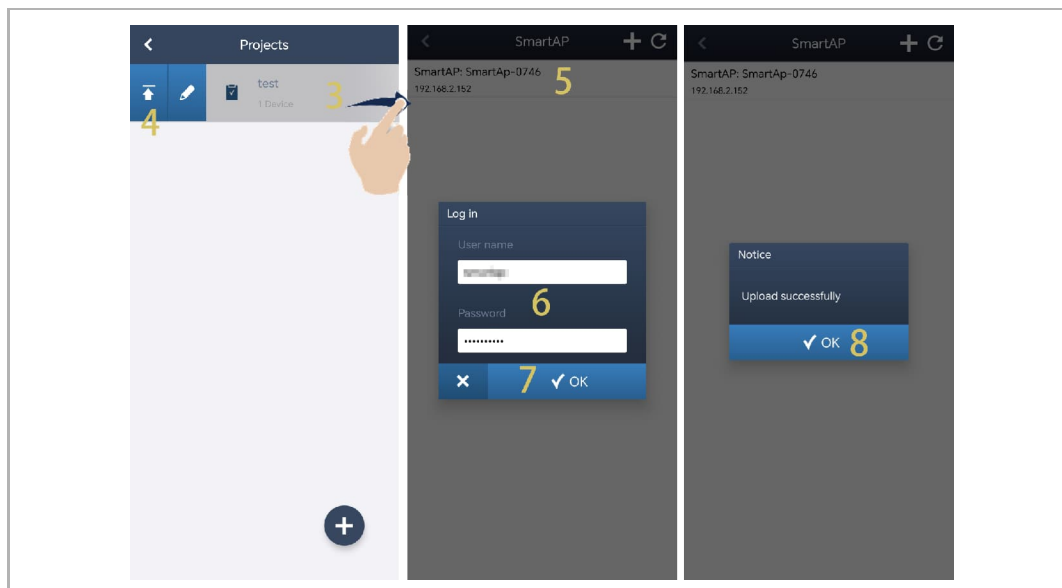 Projects
test
1 Device
3
4
SmartAP
SmartAP: SmartAp-0746
5
192.168.2.152
Log in
User name
6
Password
••••••••••
7
OK
SmartAP
SmartAP: SmartAp-0746
192.168.2.152
Notice
Upload successfully
OK
8